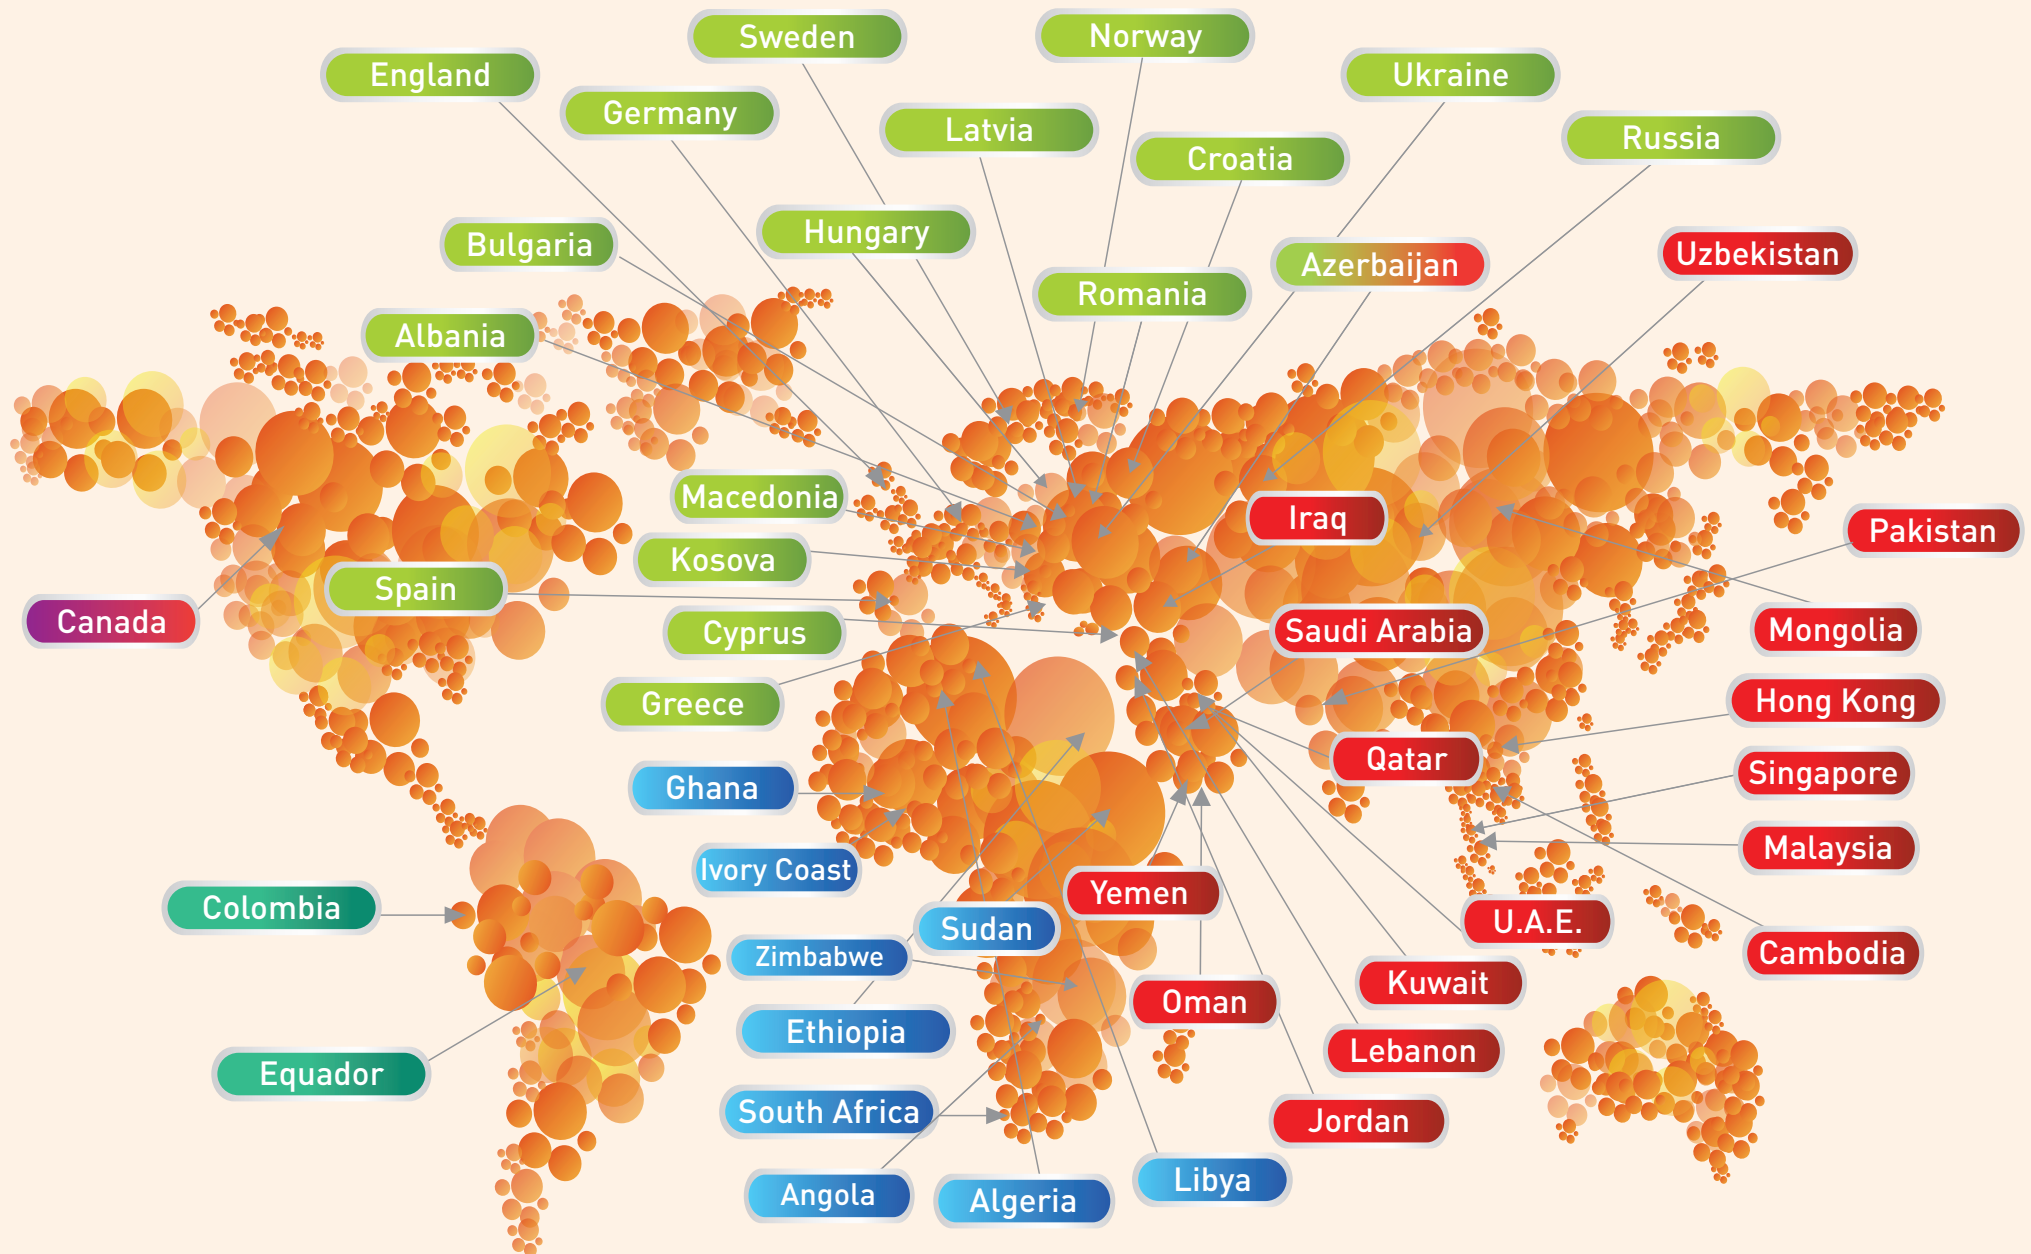 Sweden
Norway
England
Ukraine
Germany
Latvia
Russia
Croatia
Hungary
Bulgaria
Uzbekistan
Azerbaijan
Romania
Albania
Macedonia
Iraq
Pakistan
Kosova
Spain
Canada
Cyprus
Saudi Arabia
Mongolia
Greece
Hong Kong
Qatar
Singapore
Ghana
Malaysia
Ivory Coast
Yemen
Colombia
U.A.E.
Sudan
Cambodia
Zimbabwe
Kuwait
Oman
Ethiopia
Lebanon
Equador
South Africa
Jordan
Libya
Angola
Algeria